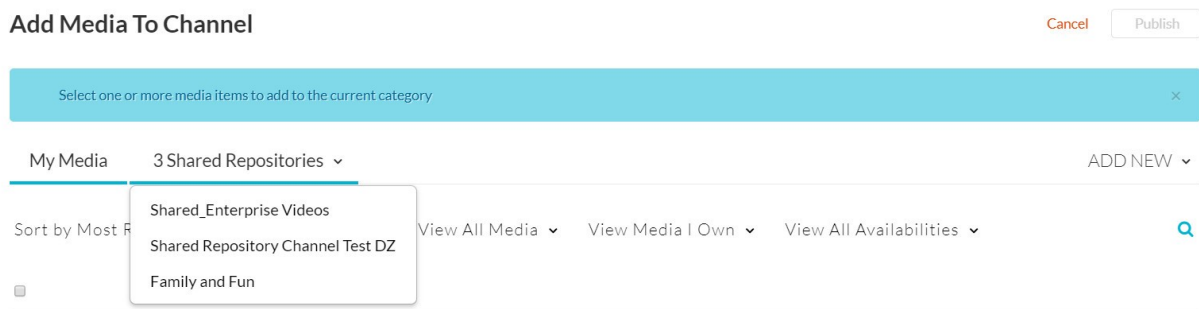 Add Media To Channel
Cancel
Publish
Select one or more media items to add to the current category
×
My Media
3 Shared Repositories
ADD NEW
Shared_Enterprise Videos
Sort by Most
View All Media
View Media I Own
View All Availabilities
Shared Repository Channel Test DZ
Family and Fun